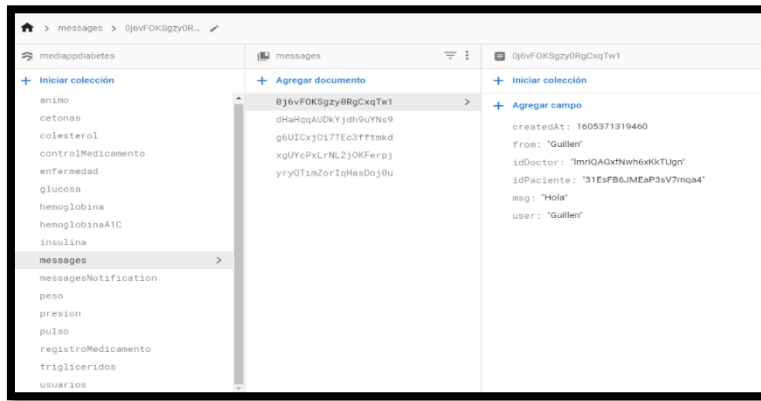 > messages > 0j6vFOKSgzy0R...
mediappdiabetes
+ Iniciar colección
animo
cetonas
colesterol
controlMedicamento
enfermedad
glucosa
hemoglobina
hemoglobinaA1C
insulina
messages >
messagesNotification
peso
presion
pulso
registroMedicamento
trigliceridos
usuarios
messages
+ Agregar documento
0j6vFOKSgzy0RgCxqTw1 >
dHaHqqAUDkYjdh9uYNs9
g6UICxjOi7TEc3fftmkd
xgUYcPxLrNL2jOKFerpj
yryQTimZorIqHasDoj0u
0j6vFOKSgzy0RgCxqTw1
+ Iniciar colección
+ Agregar campo
createdAt: 1605371319460
from: "Guillen"
idDoctor: "lmrIQAGxfNwh6xKkTUgn"
idPaciente: "31EsFB6JMEaP3sV7mqa4"
msg: "Hola"
user: "Guillen"